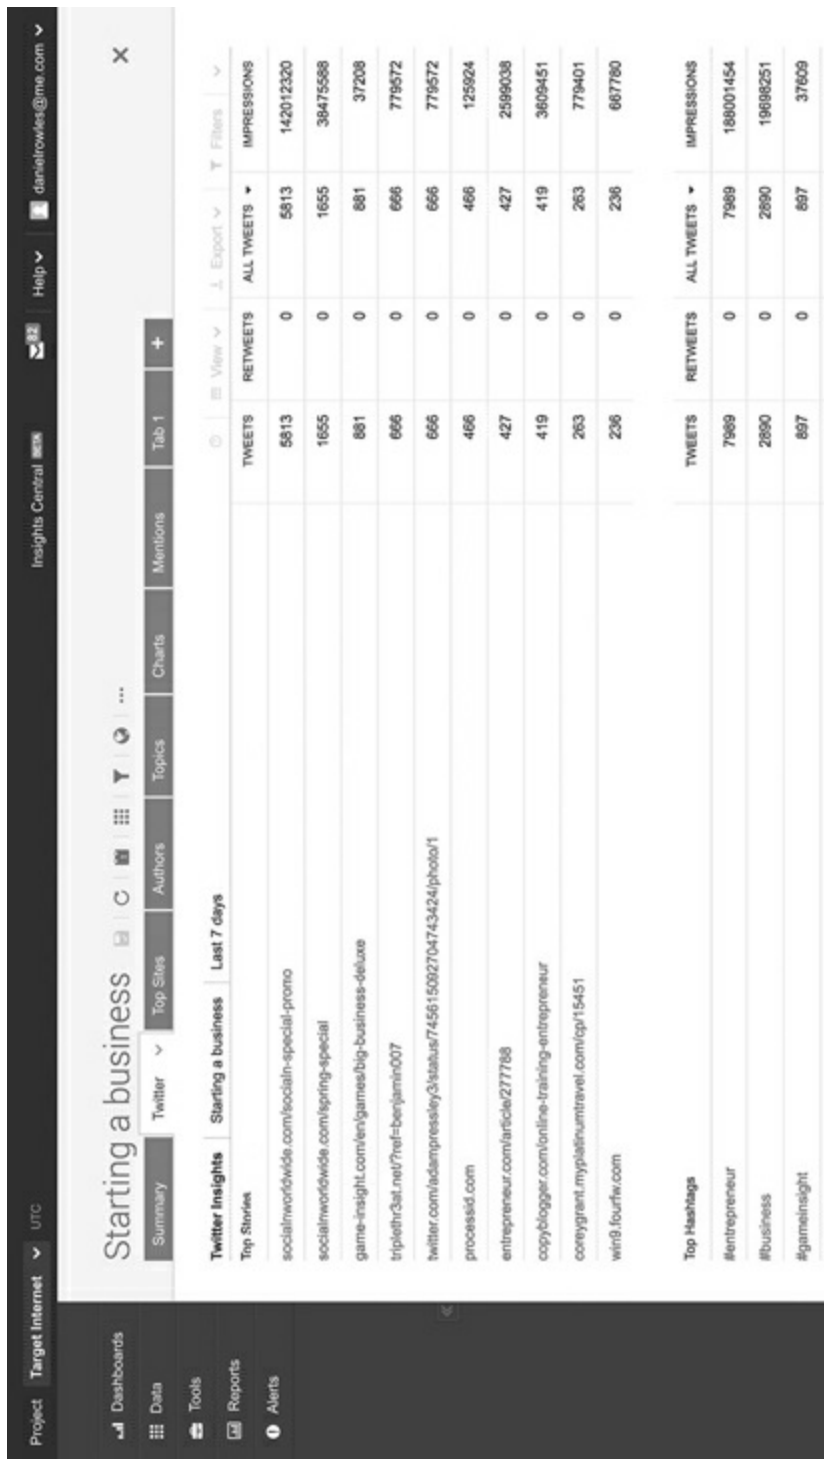 Project Target Internet UTC Insights Central BETA 82 Help danielrowles@me.com
Dashboards
Data
Tools
Reports
Alerts
Starting a business
Summary Twitter Top Sites Authors Topics Charts Mentions Tab 1 +
View Export Filters
Twitter Insights Starting a business Last 7 days
Top Stories TWEETS RETWEETS ALL TWEETS IMPRESSIONS
socialnworldwide.com/socialn-special-promo 5813 0 5813 142012320
socialnworldwide.com/spring-special 1655 0 1655 38475588
game-insight.com/en/games/big-business-deluxe 881 0 881 37208
triplethr3at.net/?ref=benjamin007 666 0 666 779572
twitter.com/adampressley3/status/745615092704743424/photo/1 666 0 666 779572
processid.com 466 0 466 125924
entrepreneur.com/article/277788 427 0 427 2599038
copyblogger.com/online-training-entrepreneur 419 0 419 3609451
coreygrant.myplatinumtravel.com/cp/15451 263 0 263 779401
win9.fourfw.com 236 0 236 667780
Top Hashtags TWEETS RETWEETS ALL TWEETS IMPRESSIONS
#entrepreneur 7989 0 7989 188001454
#business 2890 0 2890 19698251
#gameinsight 897 0 897 37609